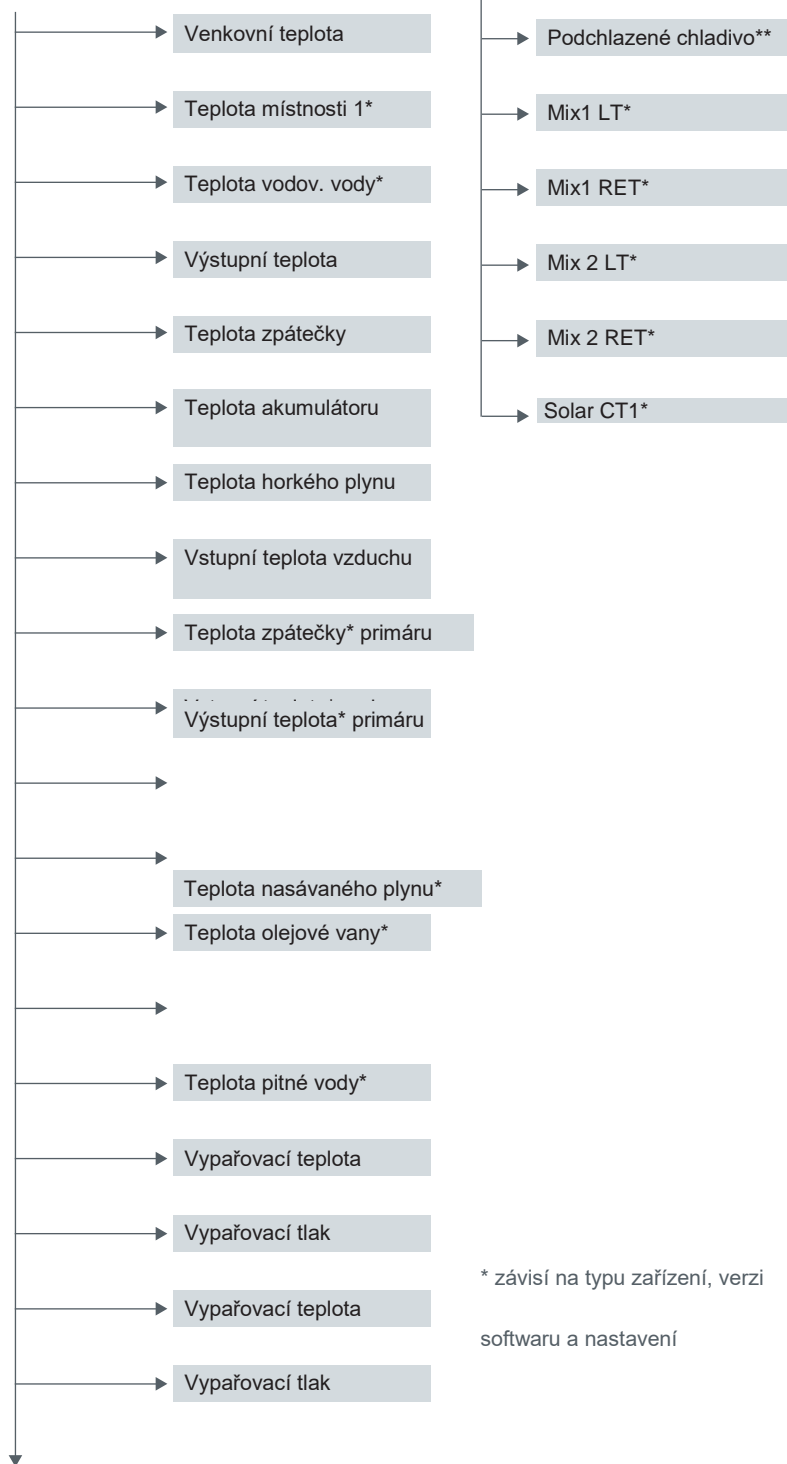 Venkovní teplota
Teplota místnosti 1*
Teplota vodov. vody*
Výstupní teplota
Teplota zpátečky
Teplota akumulátoru
Teplota horkého plynu
Vstupní teplota vzduchu
Teplota zpátečky* primáru
Výstupní teplota* primáru
Teplota nasávaného plynu*
Teplota olejové vany*
Teplota pitné vody*
Vypařovací teplota
Vypařovací tlak
Vypařovací teplota
Vypařovací tlak
Podchlazené chladivo**
Mix1 LT*
Mix1 RET*
Mix 2 LT*
Mix 2 RET*
Solar CT1*
* závisí na typu zařízení, verzi
softwaru a nastavení